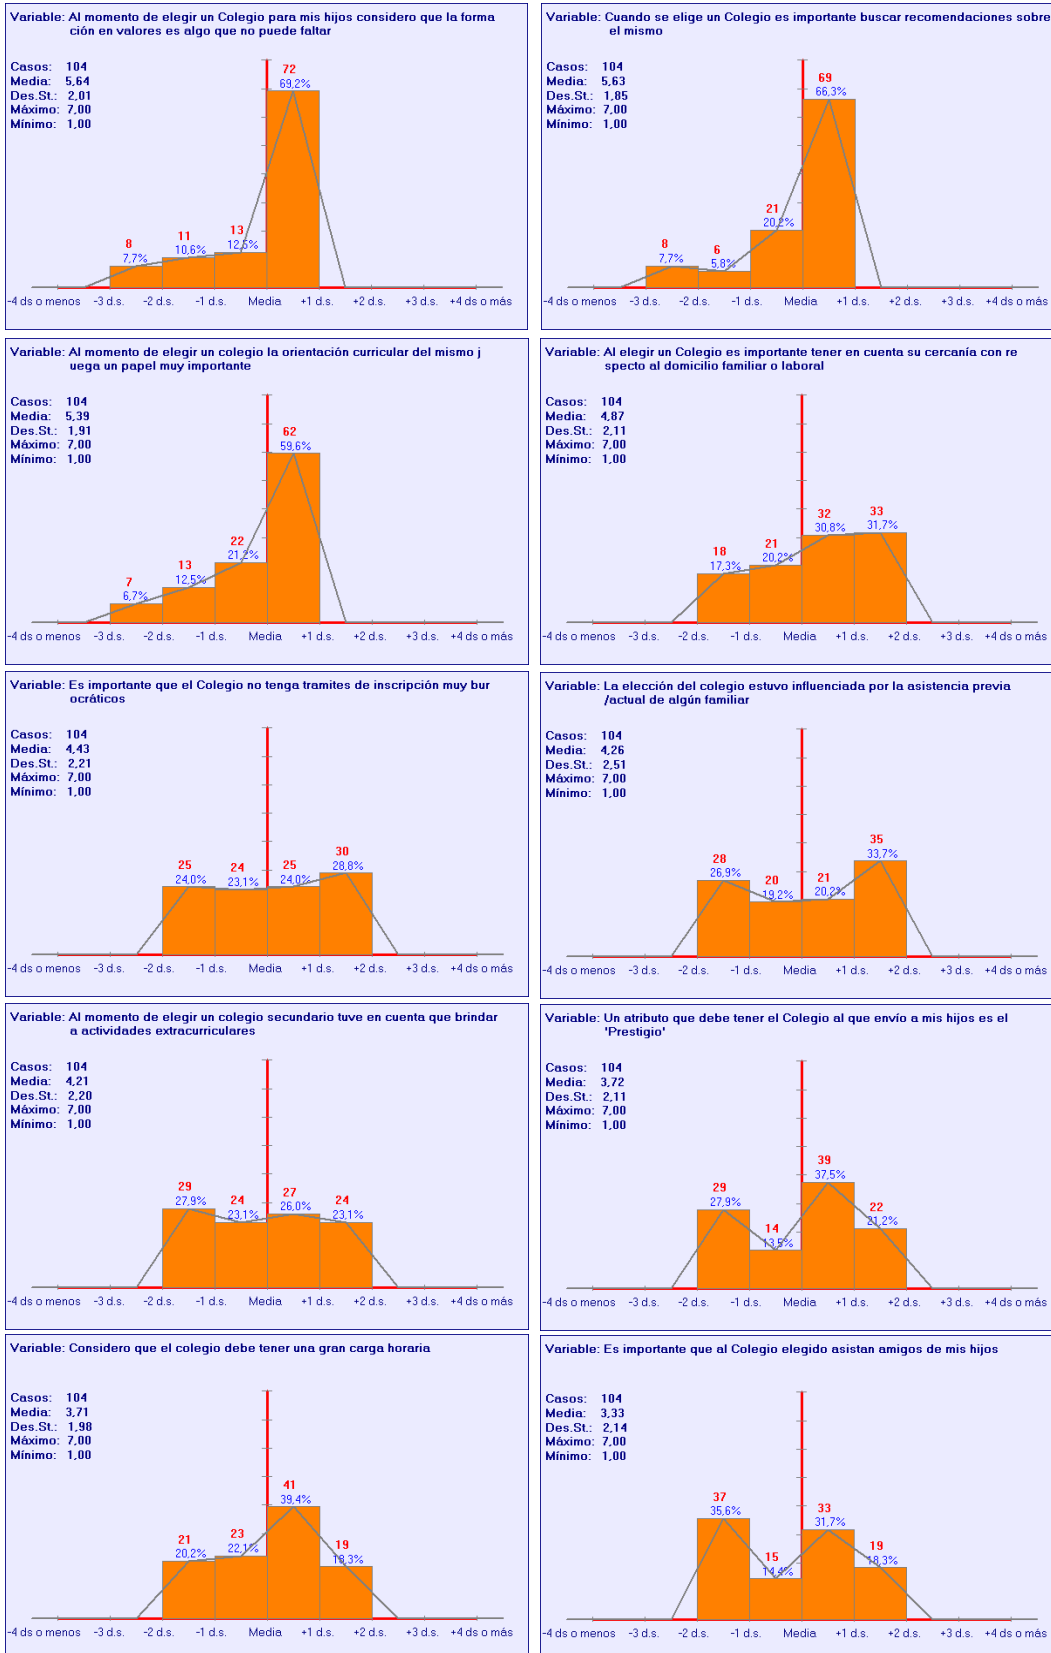 Variable: Al momento de elegir un Colegio para mis hijos considero que la forma
ción en valores es algo que no puede faltar
Casos: 104
Media: 5,64
Des.St.: 2,01
Máximo: 7,00
Mínimo: 1,00
72
69,2%
8
7,7%
11
10,6%
13
12,5%
-4 ds o menos -3 d.s. -2 d.s. -1 d.s. Media +1 d.s. +2 d.s. +3 d.s. +4 ds o más
Variable: Cuando se elige un Colegio es importante buscar recomendaciones sobre
el mismo
Casos: 104
Media: 5,63
Des.St.: 1,85
Máximo: 7,00
Mínimo: 1,00
69
66,3%
8
7,7%
6
5,8%
21
20,2%
-4 ds o menos -3 d.s. -2 d.s. -1 d.s. Media +1 d.s. +2 d.s. +3 d.s. +4 ds o más
Variable: Al momento de elegir un colegio la orientación curricular del mismo j
uega un papel muy importante
Casos: 104
Media: 5,39
Des.St.: 1,91
Máximo: 7,00
Mínimo: 1,00
62
59,6%
7
6,7%
13
12,5%
22
21,2%
-4 ds o menos -3 d.s. -2 d.s. -1 d.s. Media +1 d.s. +2 d.s. +3 d.s. +4 ds o más
Variable: Al elegir un Colegio es importante tener en cuenta su cercanía con re
specto al domicilio familiar o laboral
Casos: 104
Media: 4,87
Des.St.: 2,11
Máximo: 7,00
Mínimo: 1,00
18
17,3%
21
20,2%
32
30,8%
33
31,7%
-4 ds o menos -3 d.s. -2 d.s. -1 d.s. Media +1 d.s. +2 d.s. +3 d.s. +4 ds o más
Variable: Es importante que el Colegio no tenga tramites de inscripción muy bur
ocráticos
Casos: 104
Media: 4,43
Des.St.: 2,21
Máximo: 7,00
Mínimo: 1,00
25
24,0%
24
23,1%
25
24,0%
30
28,8%
-4 ds o menos -3 d.s. -2 d.s. -1 d.s. Media +1 d.s. +2 d.s. +3 d.s. +4 ds o más
Variable: La elección del colegio estuvo influenciada por la asistencia previa
/actual de algún familiar
Casos: 104
Media: 4,26
Des.St.: 2,51
Máximo: 7,00
Mínimo: 1,00
28
26,9%
20
19,2%
21
20,2%
35
33,7%
-4 ds o menos -3 d.s. -2 d.s. -1 d.s. Media +1 d.s. +2 d.s. +3 d.s. +4 ds o más
Variable: Al momento de elegir un colegio secundario tuve en cuenta que brindar
a actividades extracurriculares
Casos: 104
Media: 4,21
Des.St.: 2,20
Máximo: 7,00
Mínimo: 1,00
29
27,9%
24
23,1%
27
26,0%
24
23,1%
-4 ds o menos -3 d.s. -2 d.s. -1 d.s. Media +1 d.s. +2 d.s. +3 d.s. +4 ds o más
Variable: Un atributo que debe tener el Colegio al que envío a mis hijos es el
'Prestigio'
Casos: 104
Media: 3,72
Des.St.: 2,11
Máximo: 7,00
Mínimo: 1,00
29
27,9%
14
13,5%
39
37,5%
22
21,2%
-4 ds o menos -3 d.s. -2 d.s. -1 d.s. Media +1 d.s. +2 d.s. +3 d.s. +4 ds o más
Variable: Considero que el colegio debe tener una gran carga horaria
Casos: 104
Media: 3,71
Des.St.: 1,98
Máximo: 7,00
Mínimo: 1,00
21
20,2%
23
22,1%
41
39,4%
19
18,3%
-4 ds o menos -3 d.s. -2 d.s. -1 d.s. Media +1 d.s. +2 d.s. +3 d.s. +4 ds o más
Variable: Es importante que al Colegio elegido asistan amigos de mis hijos
Casos: 104
Media: 3,33
Des.St.: 2,14
Máximo: 7,00
Mínimo: 1,00
37
35,6%
15
14,4%
33
31,7%
19
18,3%
-4 ds o menos -3 d.s. -2 d.s. -1 d.s. Media +1 d.s. +2 d.s. +3 d.s. +4 ds o más